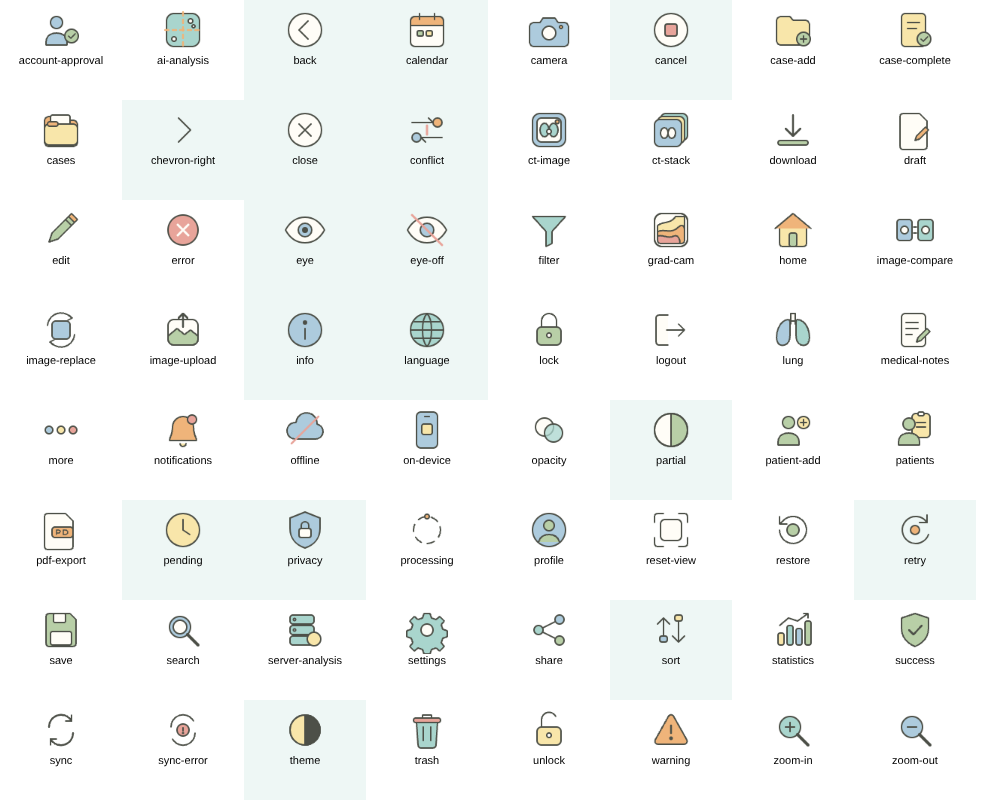 account-approval
ai-analysis
back
calendar
camera
cancel
case-add
case-complete
cases
chevron-right
close
conflict
ct-image
ct-stack
download
draft
edit
error
eye
eye-off
filter
grad-cam
home
image-compare
image-replace
image-upload
info
language
lock
logout
lung
medical-notes
more
notifications
offline
on-device
opacity
partial
patient-add
patients
PD
pdf-export
pending
privacy
processing
profile
reset-view
restore
retry
save
search
server-analysis
settings
share
sort
statistics
success
sync
sync-error
theme
trash
unlock
warning
zoom-in
zoom-out